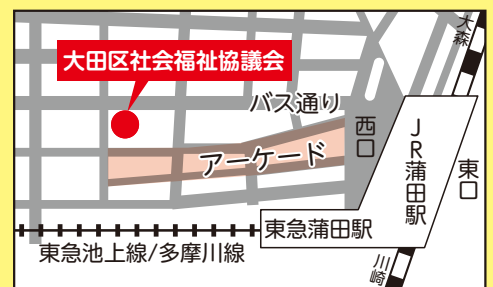 大森
大田区社会福祉協議会
バス通り
西口
JR蒲田駅
東口
アーケード
東急蒲田駅
東急池上線/多摩川線
川崎